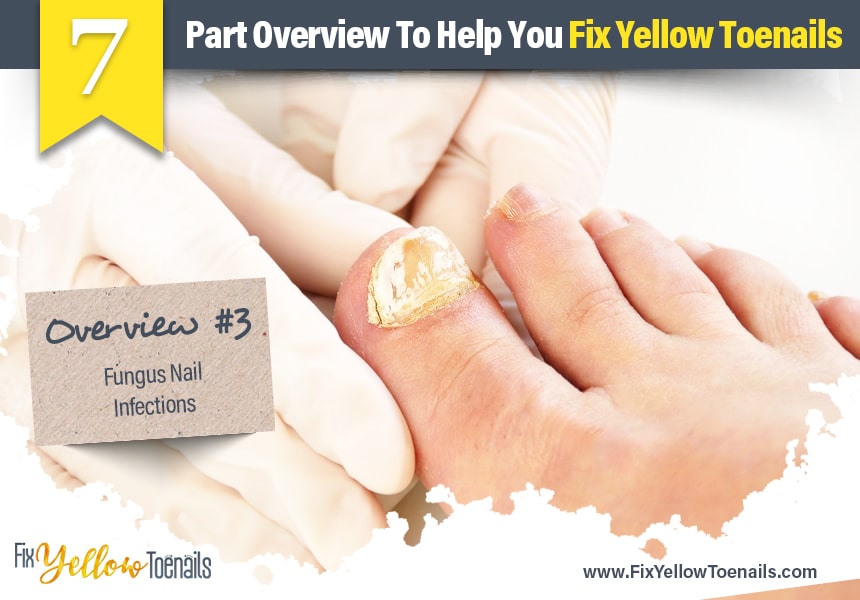 7
Part Overview To Help You Fix Yellow Toenails
Overview #3
Fungus Nail
Infections
Fix Yellow Toenails
www.FixYellowToenails.com